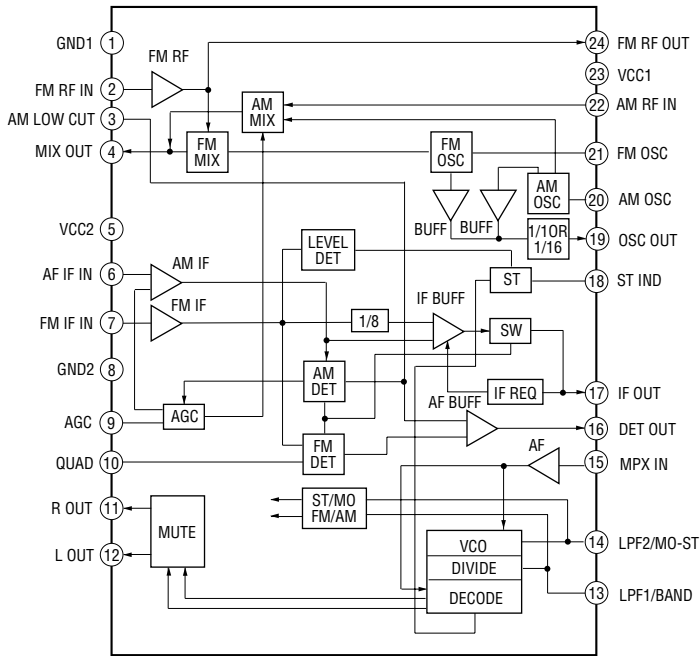 GND1 1
FM RF
24 FM RF OUT
23 VCC1
FM RF IN 2
AM LOW CUT 3
AM
MIX
22 AM RF IN
MIX OUT 4
FM
MIX
FM
OSC
21 FM OSC
AM
OSC
20 AM OSC
BUFF
BUFF
1/1OR
1/16
19 OSC OUT
VCC2 5
LEVEL
DET
AF IF IN 6
AM IF
ST
18 ST IND
FM IF IN 7
FM IF
1/8
IF BUFF
SW
GND2 8
AM
DET
IF REQ
17 IF OUT
AGC 9
AGC
AF BUFF
16 DET OUT
QUAD 10
FM
DET
AF
15 MPX IN
R OUT 11
MUTE
ST/MO
FM/AM
L OUT 12
VCO
DIVIDE
DECODE
14 LPF2/MO-ST
13 LPF1/BAND